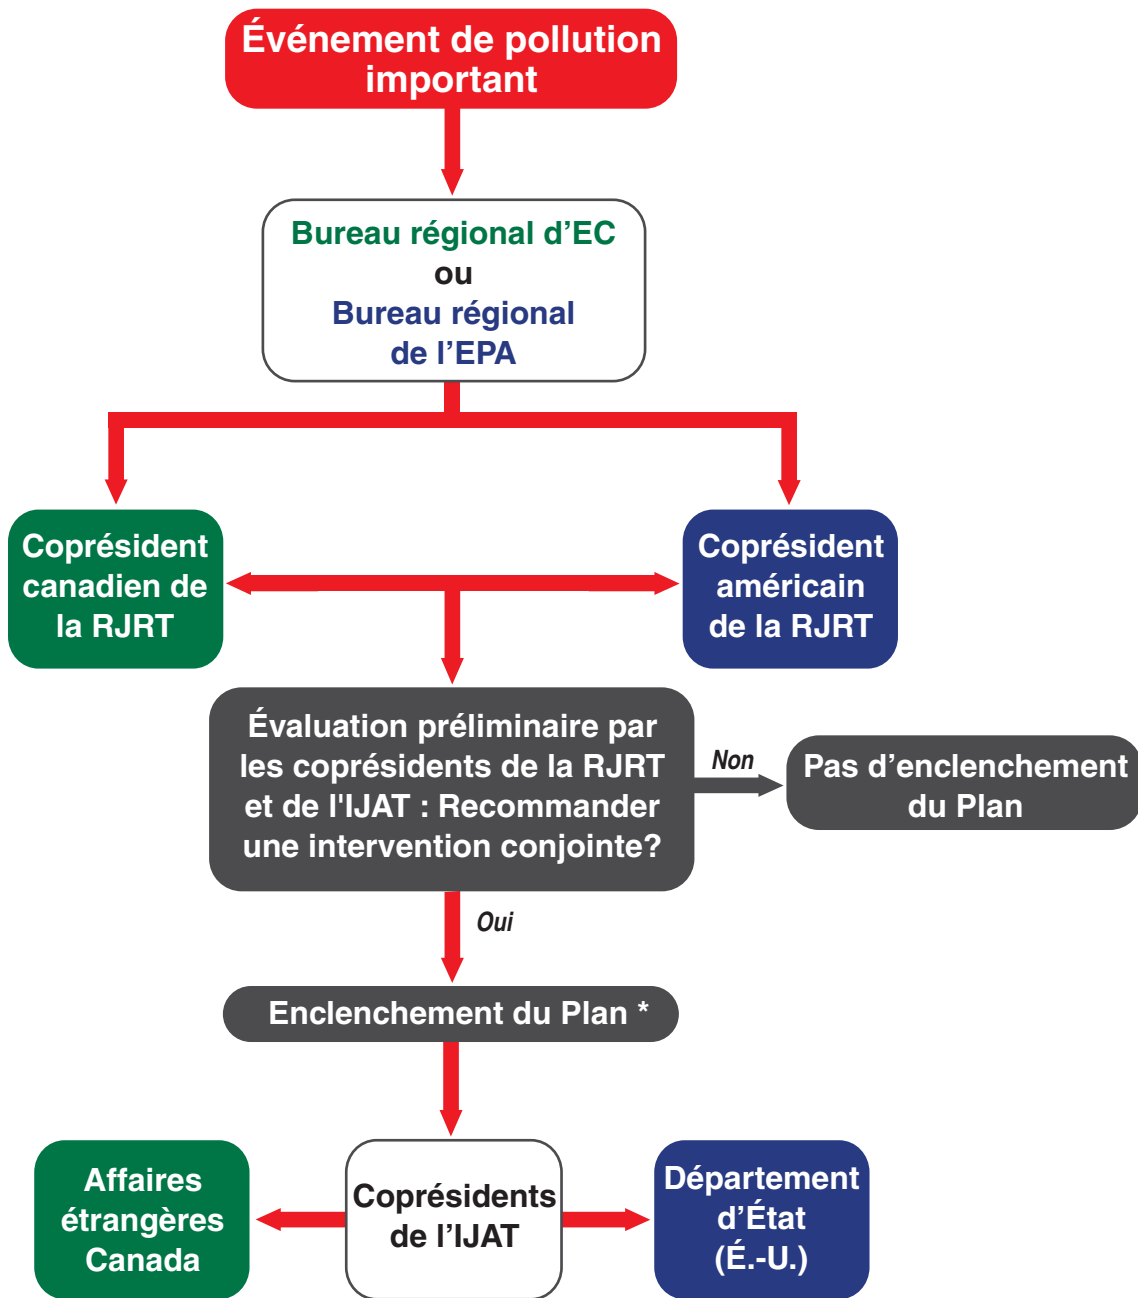 Événement de pollution
important
Bureau régional d’EC
ou
Bureau régional
de l’EPA
Coprésident
canadien de
la RJRT
Coprésident
américain
de la RJRT
Évaluation préliminaire par
les coprésidents de la RJRT
et de l'IJAT : Recommander
une intervention conjointe?
Non
Pas d’enclenchement
du Plan
Oui
Enclenchement du Plan *
Affaires
étrangères
Canada
Coprésidents
de l’IJAT
Département
d’État
(É.-U.)